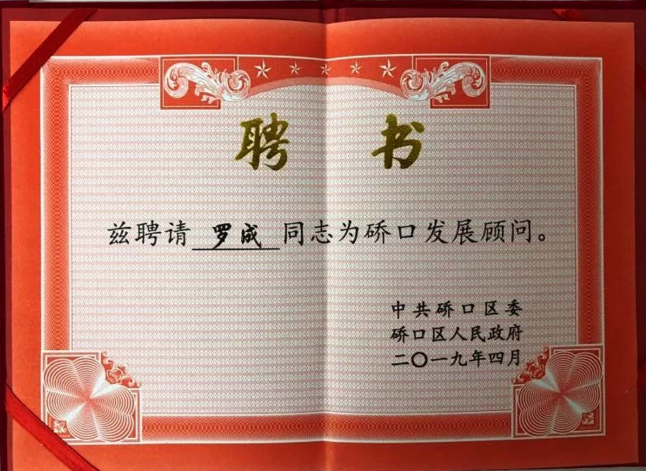 聘书
兹聘请罗成同志为硚口发展顾问。
中共硚口区委
硚口区人民政府
二〇一九年四月